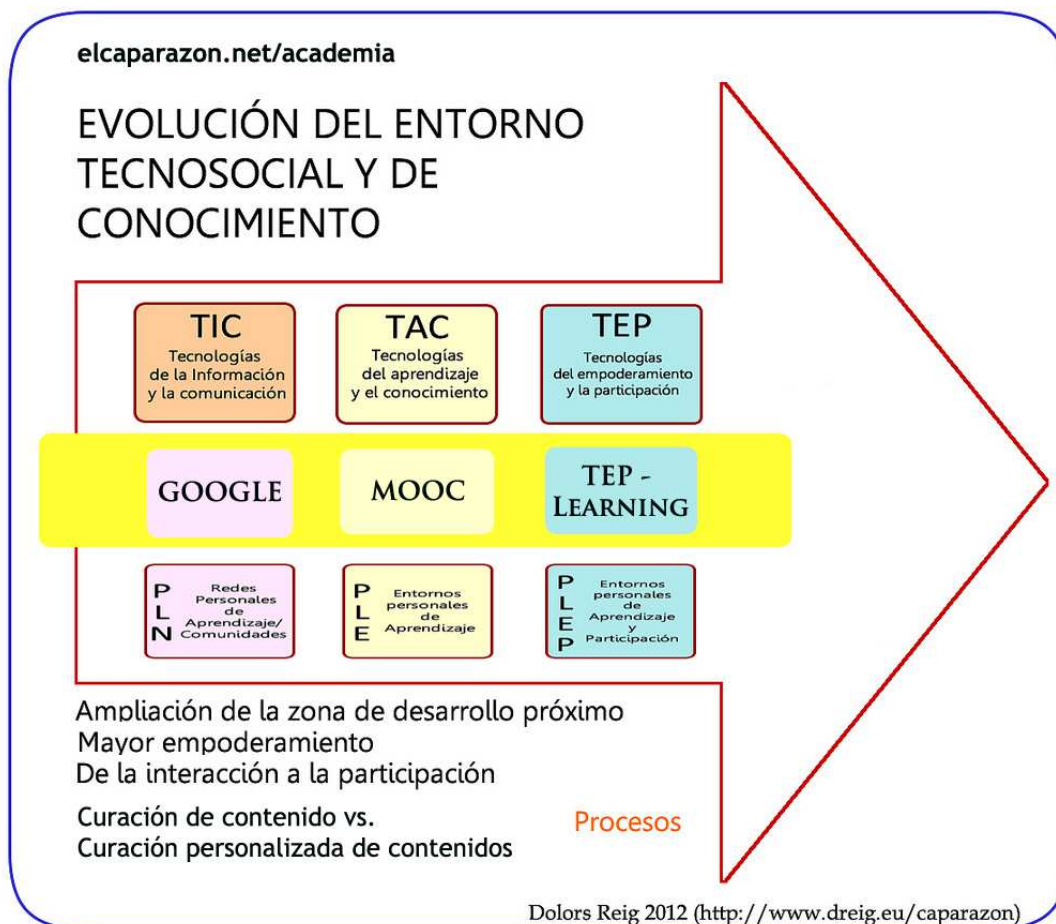 elcaparazon.net/academia
EVOLUCIÓN DEL ENTORNO
TECNOSOCIAL Y DE
CONOCIMIENTO
TIC
Tecnologías
de la Información
y la comunicación
TAC
Tecnologías
del aprendizaje
y el conocimiento
TEP
Tecnologías
del empoderamiento
y la participación
GOOGLE
MOOC
TEP -
LEARNING
PLN
Redes
Personales
de
Aprendizaje/
Comunidades
PLE
Entornos
personales
de
Aprendizaje
PLEP
Entornos
personales
de
Aprendizaje
y
Participación
Ampliación de la zona de desarrollo próximo
Mayor empoderamiento
De la interacción a la participación
Curación de contenido vs.
Curación personalizada de contenidos
Procesos
Dolors Reig 2012 (http://www.dreig.eu/caparazon)